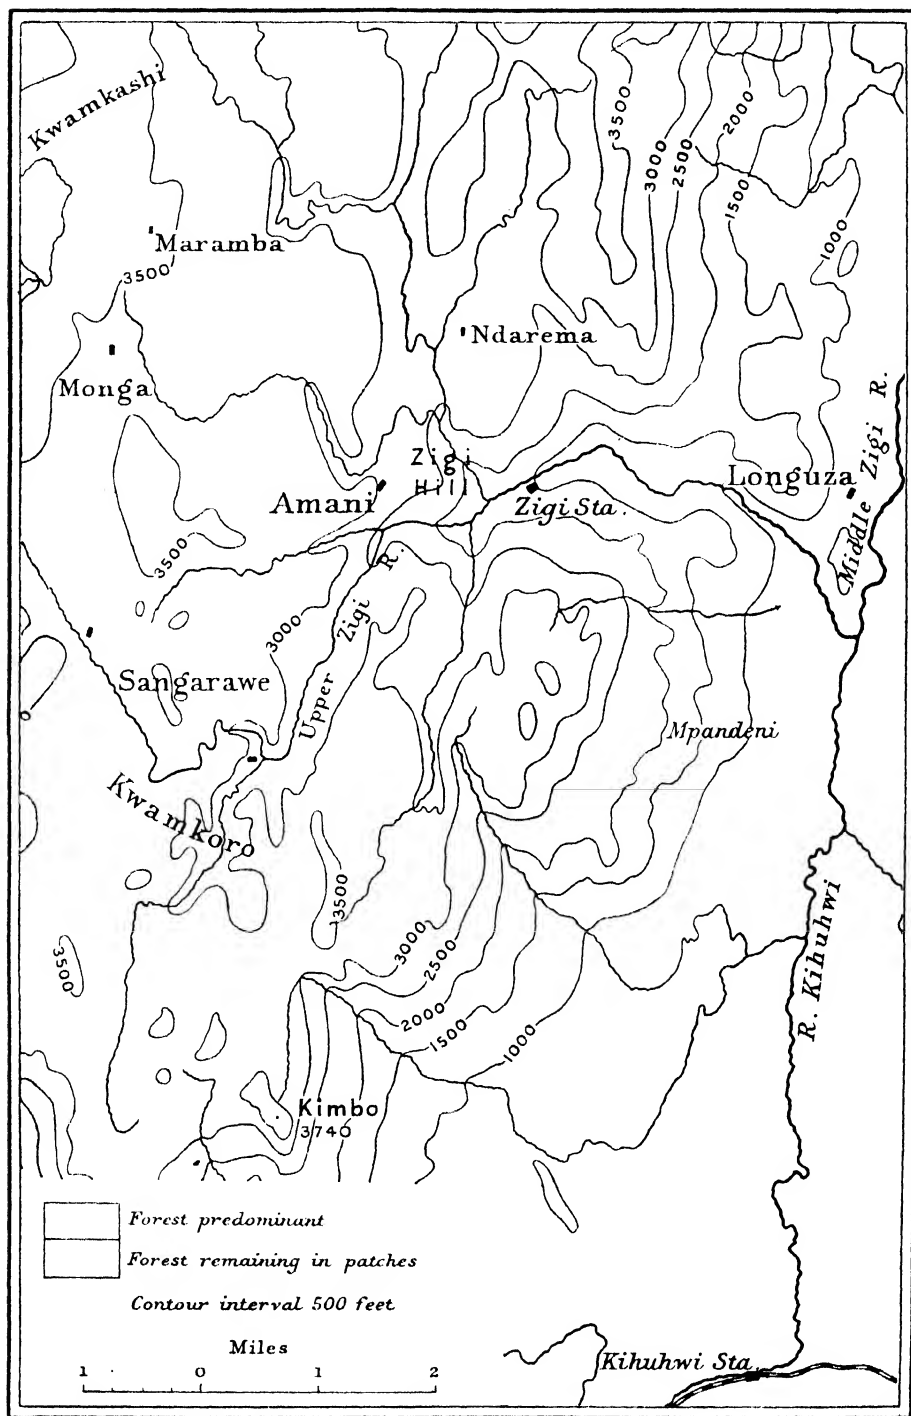 Kwamkashi
3500
2000
3000
2500
1500
1000
Maramba
3500
Ndarema
Monga
Zigi
Hill
Amani
Zigi Sta.
Longuza
Middle Zigi R.
3500
3000
Upper Zigi R.
Sangarawe
Mpandeni
Kwamkoro
3500
3000
2500
3500
2000
1500
1000
R. Kihuhwi
Kimbo
3740
Forest predominant
Forest remaining in patches
Contour interval 500 feet
Miles
1 0 1 2
Kihuhwi Sta.